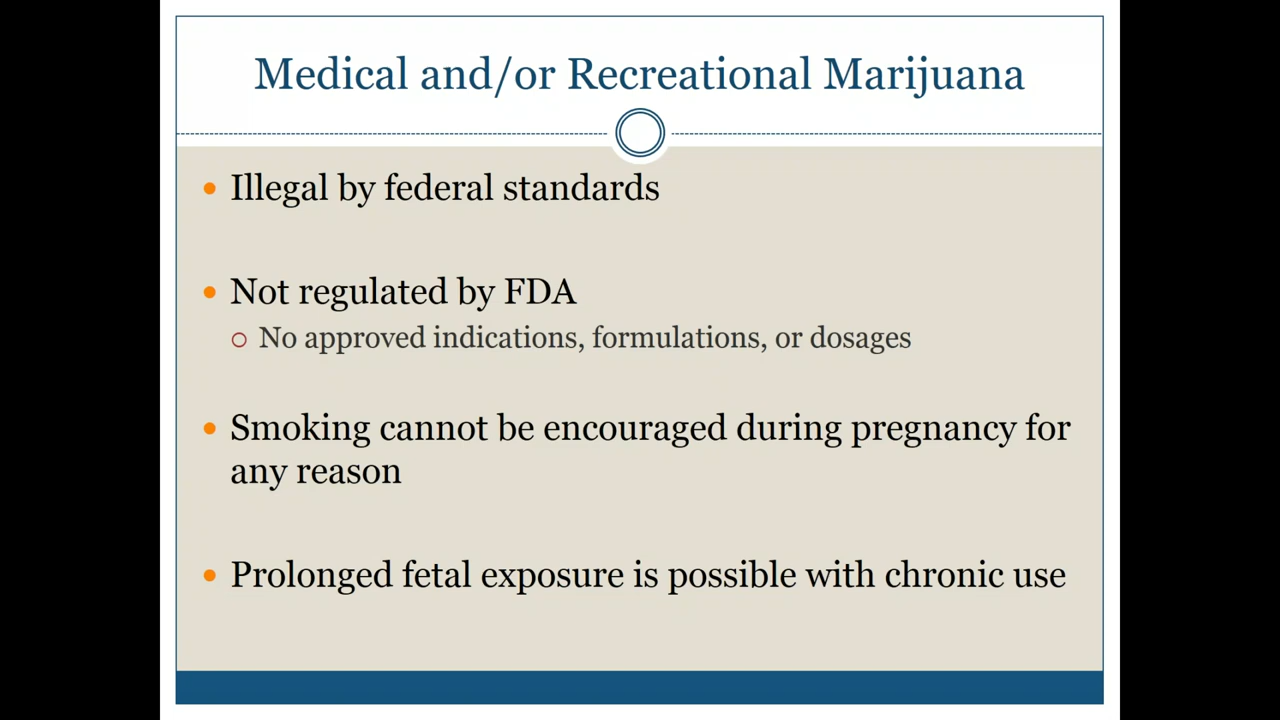 Medical and/or Recreational Marijuana
Illegal by federal standards
Not regulated by FDA
No approved indications, formulations, or dosages
Smoking cannot be encouraged during pregnancy for
any reason
Prolonged fetal exposure is possible with chronic use